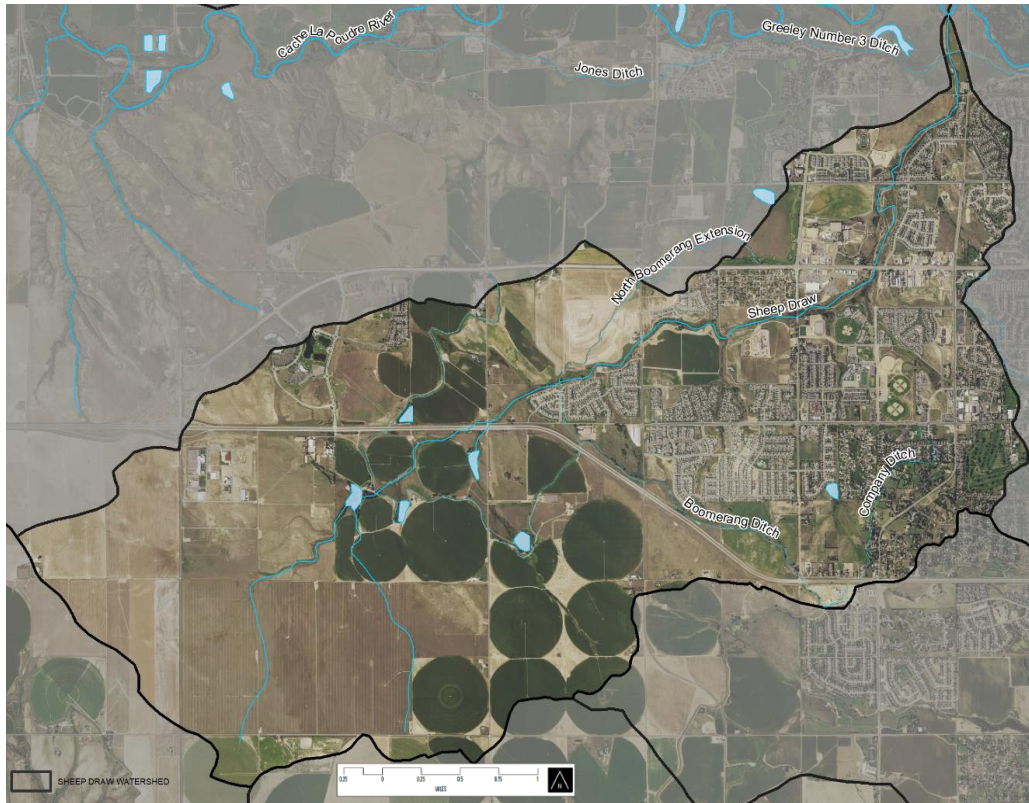 Cache La Poudre River
Greeley Number 3 Ditch
Jones Ditch
North Boomerang Extension
Sheep Draw
Company Ditch
Boomerang Ditch
SHEEP DRAW WATERSHED
0.25 0 0.25 0.5 0.75 1
MILES
N